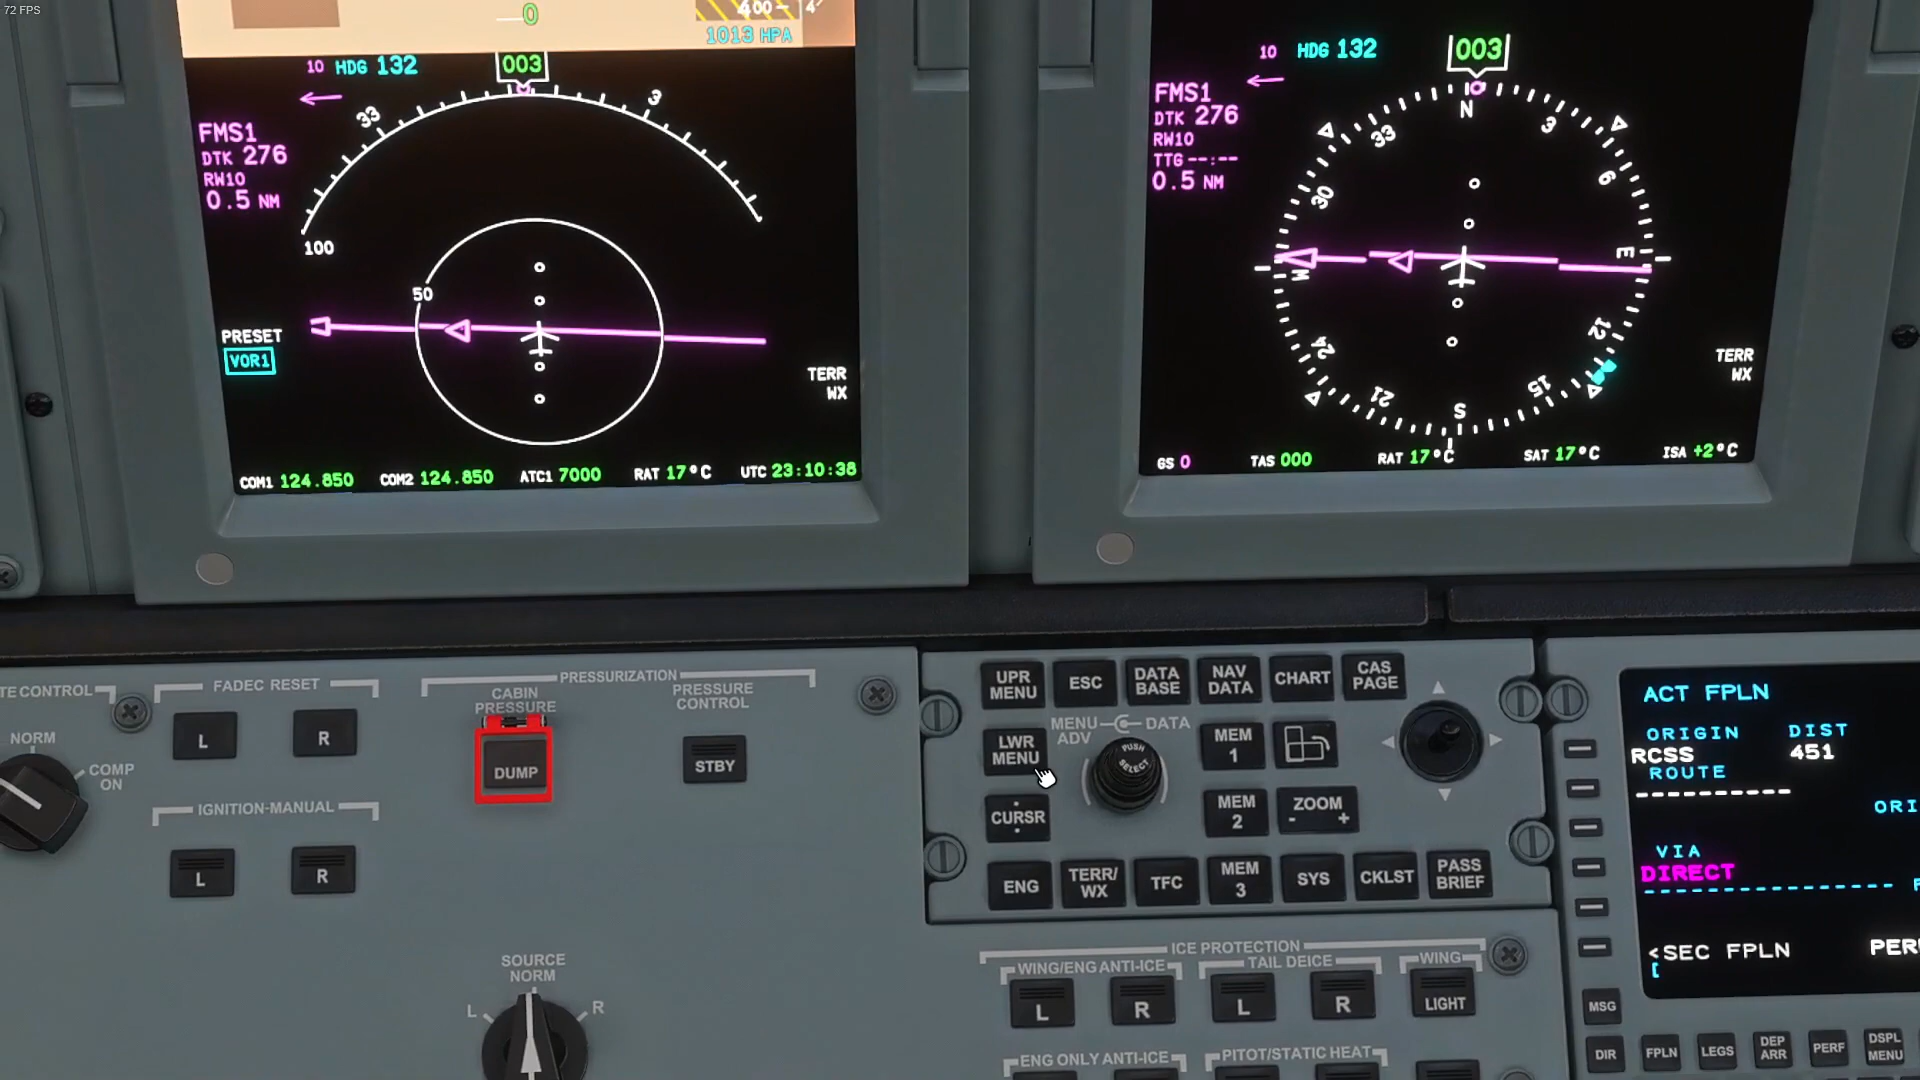 72 FPS
0
400
4
1013 HPA
10 HDG 132
003
33
3
FMS1
DTK 276
RW10
0.5 NM
100
50
PRESET
VOR1
TERR
WX
COM1 124.850 COM2 124.850 ATC1 7000 RAT 17°C UTC 23:10:38
10 HDG 132
003
FMS1
DTK 276
RW10
TTG--:--
0.5 NM
N
3
6
E
12
15
S
21
24
W
30
33
TERR
WX
GS 0 TAS 000 RAT 17°C SAT 17°C ISA +2°C
TE CONTROL
NORM
COMP
ON
FADEC RESET
L
R
IGNITION-MANUAL
L
R
PRESSURIZATION
CABIN
PRESSURE
DUMP
PRESSURE
CONTROL
STBY
SOURCE
NORM
L
R
UPR
MENU
ESC
DATA
BASE
NAV
DATA
CHART
CAS
PAGE
LWR
MENU
MENU
ADV
DATA
PUSH
SELECT
MEM
1
CURSR
MEM
2
ZOOM
- +
ENG
TERR/
WX
TFC
MEM
3
SYS
CKLST
PASS
BRIEF
ICE PROTECTION
WING/ENG ANTI-ICE
L
R
TAIL DEICE
L
R
WING
LIGHT
ENG ONLY ANTI-ICE
PITOT/STATIC HEAT
ACT FPLN
ORIGIN DIST
RCSS 451
ROUTE
----------
ORI
VIA
DIRECT
<SEC FPLN PER
[
MSG
DIR
FPLN
LEGS
DEP
ARR
PERF
DSPL
MENU